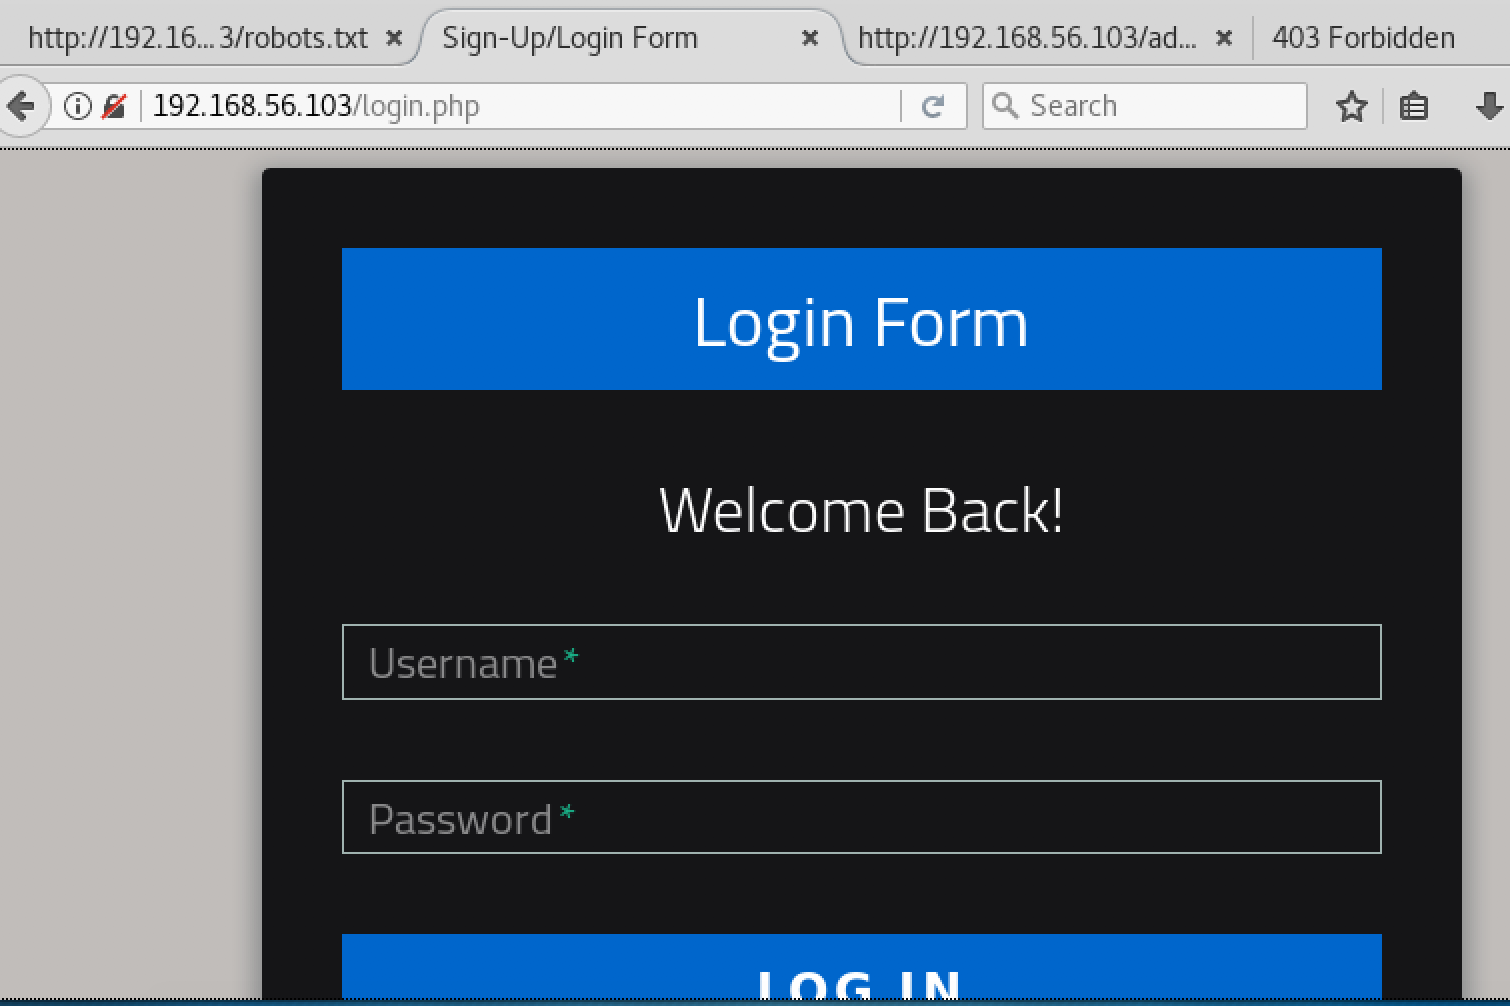 http://192.16... 3/robots.txt Sign-Up/Login Form http://192.168.56.103/ad... 403 Forbidden
192.168.56.103/login.php Search
Login Form
Welcome Back!
Username*
Password*
LOG IN